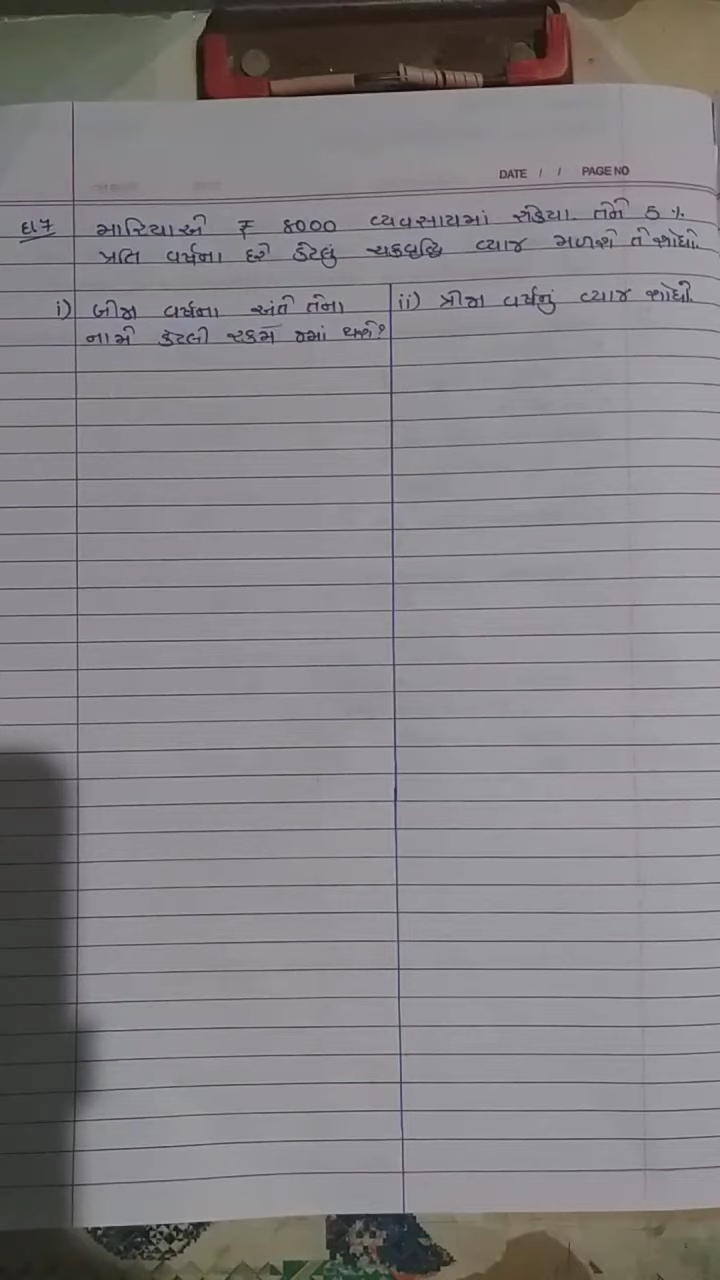 DATE / / PAGE NO
દા.7 મારિયાએ ₹ 8000 વ્યવસાયમાં રોક્યા. તેને 5 %
પ્રતિ વર્ષના દરે કેટલું ચક્રવૃદ્ધિ વ્યાજ મળશે તે શોધો.
i) બીજા વર્ષના અંતે તેના
નામે કેટલી રકમ જમાં થશે?
ii) ત્રીજા વર્ષનું વ્યાજ શોધો.